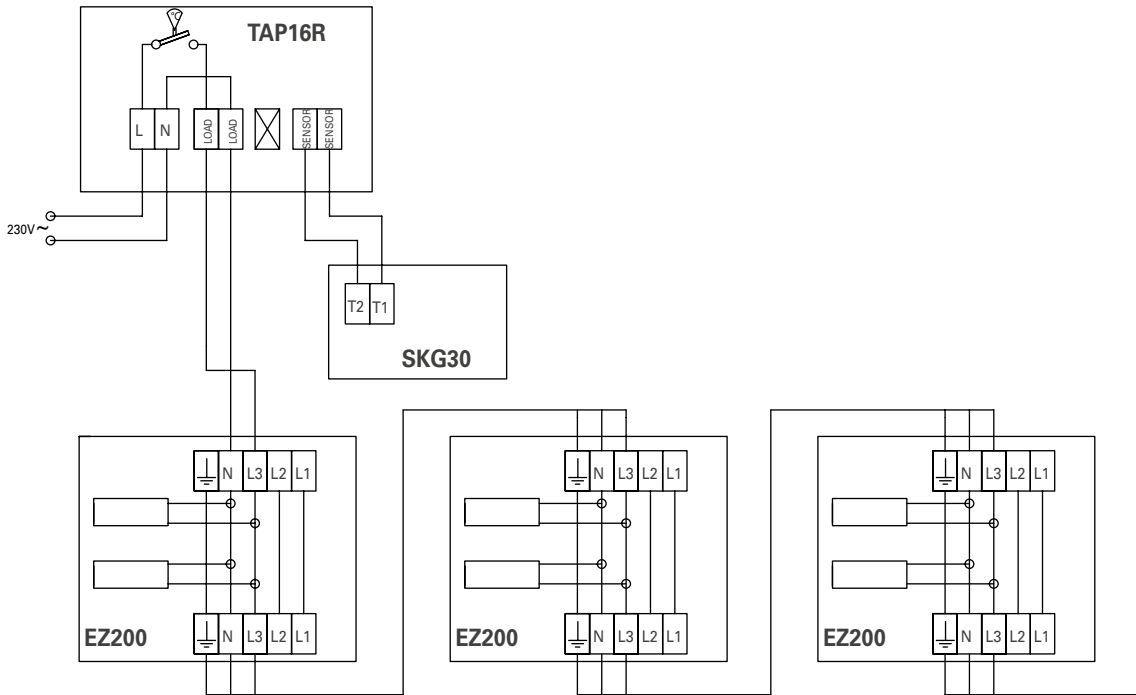 °C
TAP16R
L N LOAD LOAD SENSOR SENSOR
230V~
T2 T1
SKG30
N L3 L2 L1
N L3 L2 L1
N L3 L2 L1
EZ200 N L3 L2 L1
EZ200 N L3 L2 L1
EZ200 N L3 L2 L1